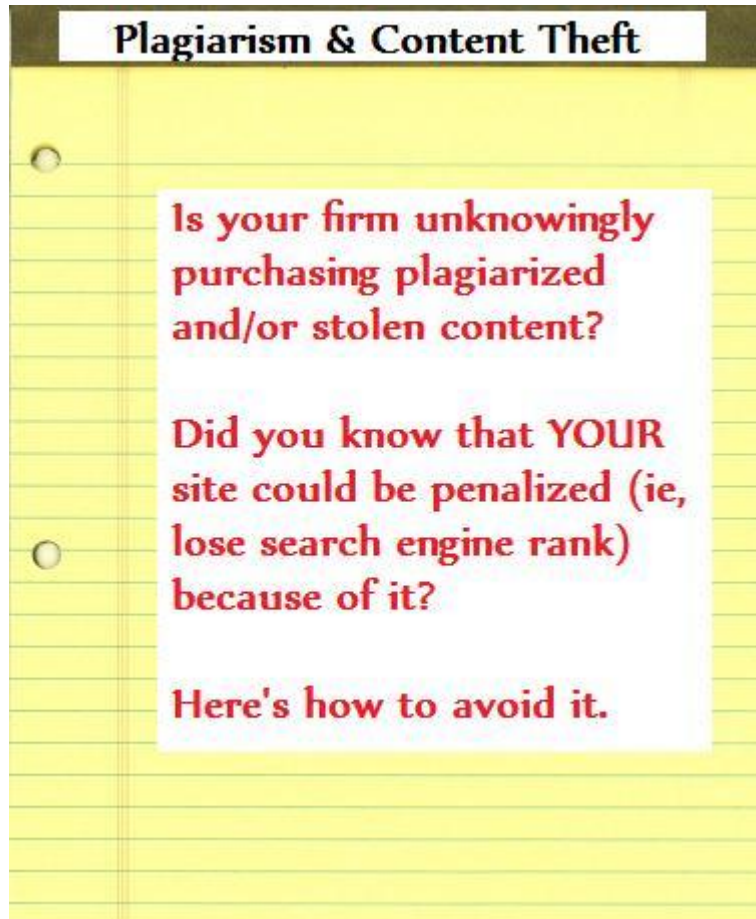 Plagiarism & Content Theft
Is your firm unknowingly
purchasing plagiarized
and/or stolen content?
Did you know that YOUR
site could be penalized (ie,
lose search engine rank)
because of it?
Here's how to avoid it.